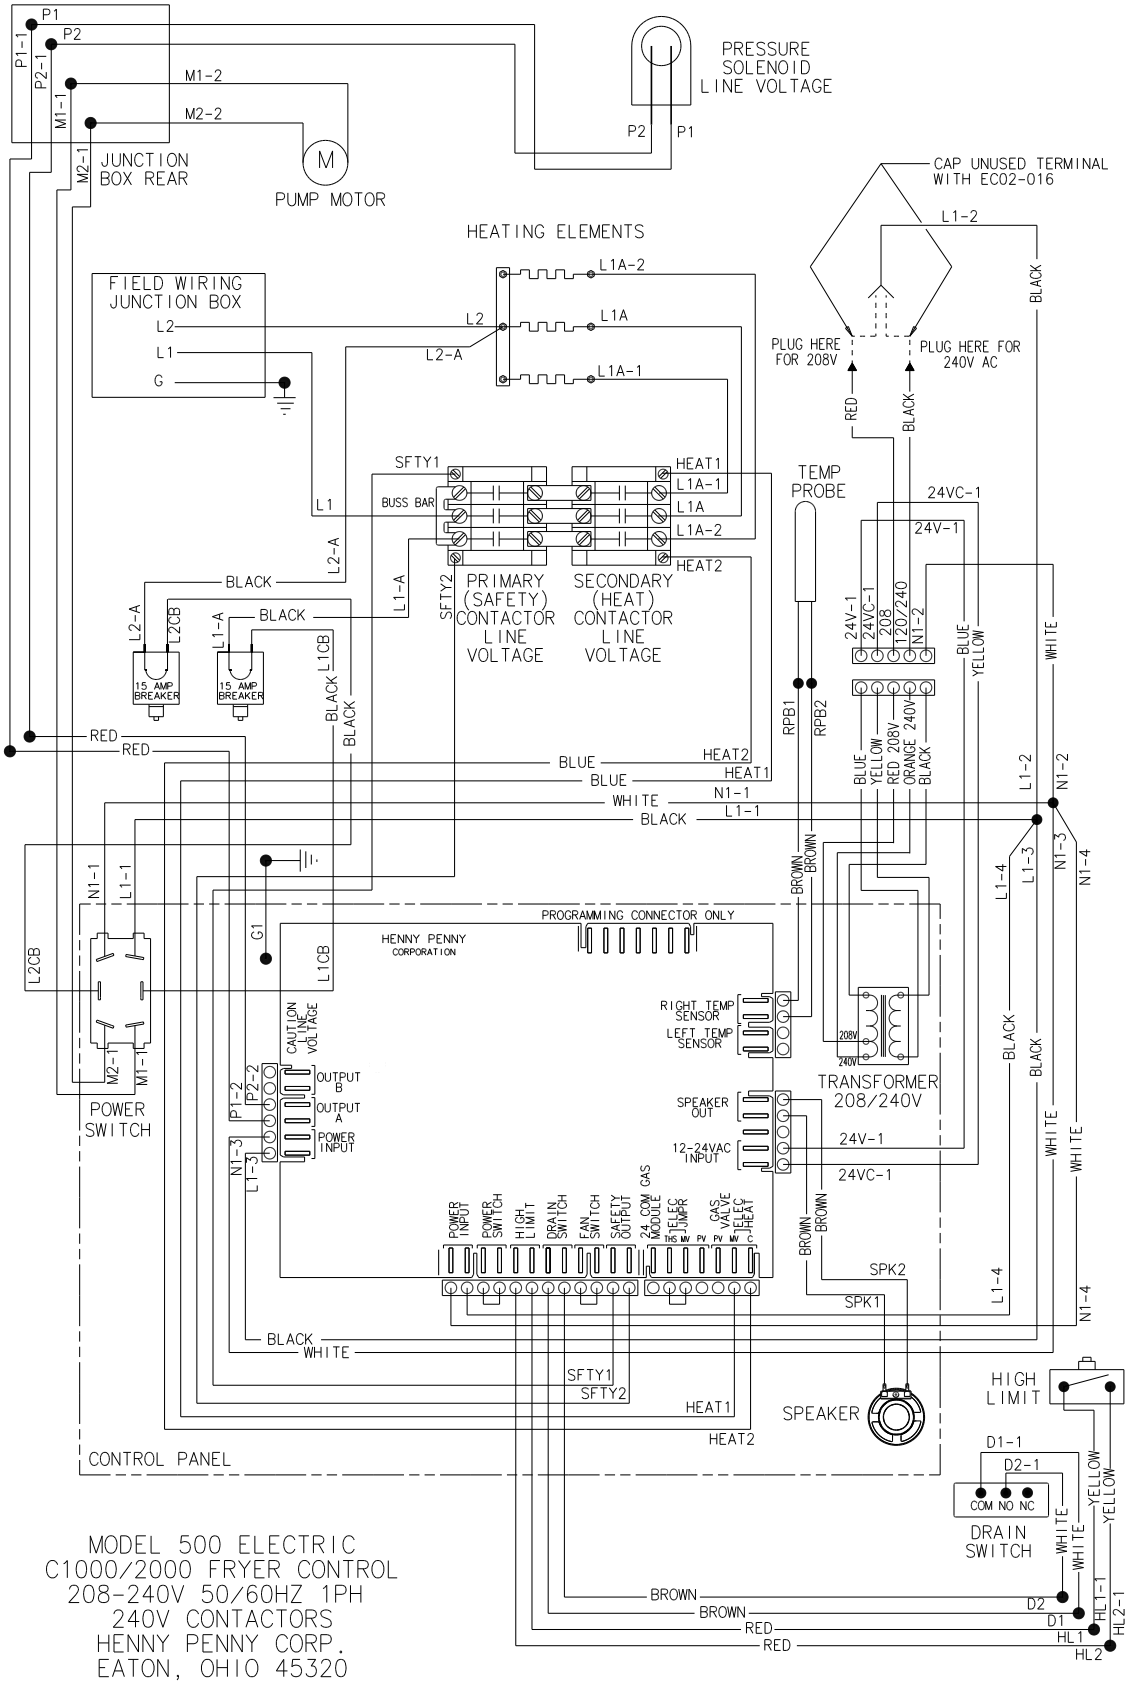 P1
P2
P1-1
P2-1
M1-1
M2-1
M1-2
M2-2
JUNCTION
BOX REAR
M
PUMP MOTOR
PRESSURE
SOLENOID
LINE VOLTAGE
P2
P1
CAP UNUSED TERMINAL
WITH EC02-016
L1-2
BLACK
HEATING ELEMENTS
L1A-2
L1A
L1A-1
FIELD WIRING
JUNCTION BOX
L2
L1
G
L2
L2-A
PLUG HERE
FOR 208V
PLUG HERE FOR
240V AC
RED
BLACK
SFTY1
BUSS BAR
L1
L2-A
L1-A
SFTY2
HEAT1
L1A-1
L1A
L1A-2
HEAT2
PRIMARY
(SAFETY)
CONTACTOR
LINE
VOLTAGE
SECONDARY
(HEAT)
CONTACTOR
LINE
VOLTAGE
TEMP
PROBE
24VC-1
24V-1
BLACK
BLACK
L2-A
L2CB
L1-A
L1CB
15 AMP
BREAKER
15 AMP
BREAKER
BLACK
BLACK
24V-1
24VC-1
208
120/240
N1-2
BLUE
YELLOW
WHITE
RPB1
RPB2
RED
RED
BLUE
YELLOW
RED 208V
ORANGE 240V
BLACK
L1-2
N1-2
BLUE
HEAT2
BLUE
HEAT1
WHITE
N1-1
BLACK
L1-1
BROWN
BROWN
N1-1
L1-1
L1-4
L1-3
N1-3
N1-4
G1
L2CB
L1CB
PROGRAMMING CONNECTOR ONLY
HENNY PENNY
CORPORATION
CAUTION
LINE
VOLTAGE
RIGHT TEMP
SENSOR
LEFT TEMP
SENSOR
208V
240V
TRANSFORMER
208/240V
M2-1
M1-1
POWER
SWITCH
P1-2
P2-2
N1-3
L1-3
OUTPUT
B
OUTPUT
A
POWER
INPUT
SPEAKER
OUT
12-24VAC
INPUT
24V-1
24VC-1
BLACK
BLACK
WHITE
WHITE
POWER
INPUT
POWER
SWITCH
HIGH
LIMIT
DRAIN
SWITCH
FAN
SWITCH
SAFETY
OUTPUT
24 COM GAS
MODULE
ELEC
JMPR
GAS
VALVE
ELEC
HEAT
THS
MV
PV
PV
MV
C
BROWN
BROWN
SPK2
SPK1
L1-4
N1-4
BLACK
WHITE
SFTY1
SFTY2
HEAT1
HEAT2
SPEAKER
CONTROL PANEL
HIGH
LIMIT
D1-1
D2-1
COM NO NC
DRAIN
SWITCH
WHITE
WHITE
YELLOW
YELLOW
MODEL 500 ELECTRIC
C1000/2000 FRYER CONTROL
208-240V 50/60HZ 1PH
240V CONTACTORS
HENNY PENNY CORP.
EATON, OHIO 45320
BROWN
D2
BROWN
D1
RED
HL1
RED
HL2
HL1-1
HL2-1